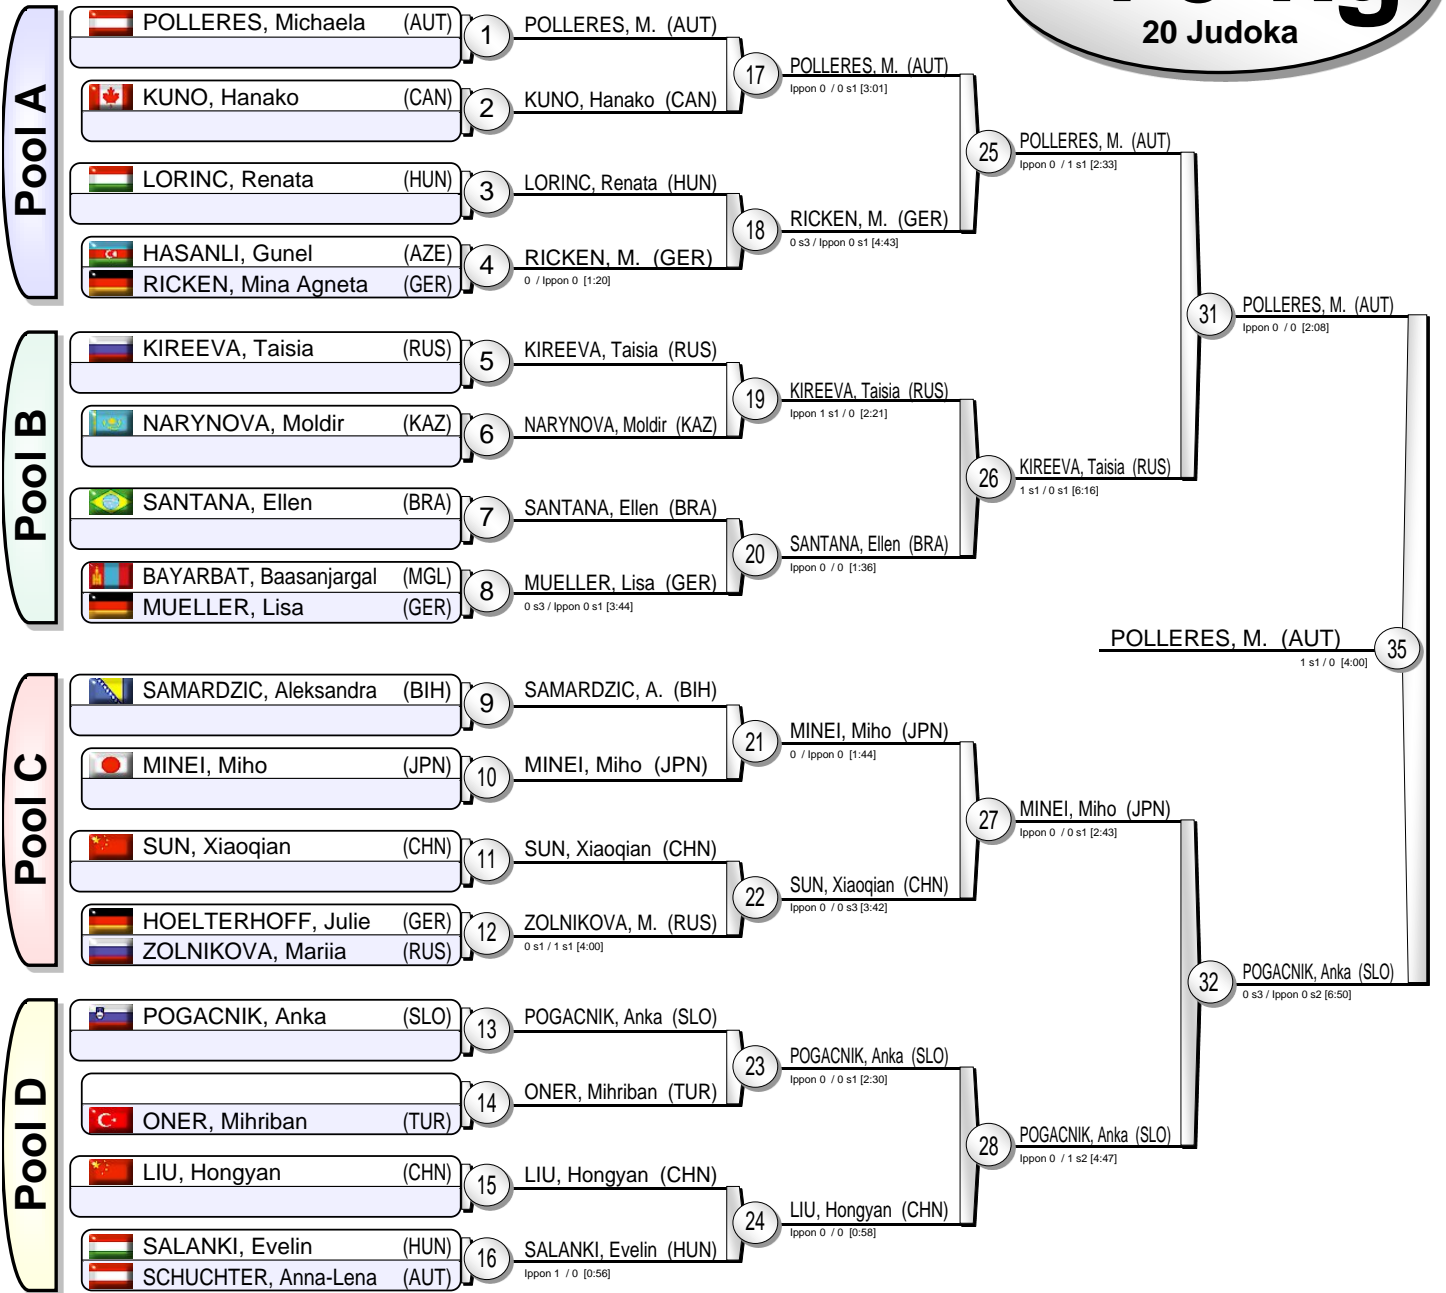 20 Judoka
Pool A
POLLERES, Michaela (AUT)
KUNO, Hanako (CAN)
LORINC, Renata (HUN)
HASANLI, Gunel (AZE)
RICKEN, Mina Agneta (GER)
Pool B
KIREEVA, Taisia (RUS)
NARYNOVA, Moldir (KAZ)
SANTANA, Ellen (BRA)
BAYARBAT, Baasanjargal (MGL)
MUELLER, Lisa (GER)
Pool C
SAMARDZIC, Aleksandra (BIH)
MINEI, Miho (JPN)
SUN, Xiaoqian (CHN)
HOELTERHOFF, Julie (GER)
ZOLNIKOVA, Mariia (RUS)
Pool D
POGACNIK, Anka (SLO)
ONER, Mihriban (TUR)
LIU, Hongyan (CHN)
SALANKI, Evelin (HUN)
SCHUCHTER, Anna-Lena (AUT)
1 POLLERES, M. (AUT)
2 KUNO, Hanako (CAN)
3 LORINC, Renata (HUN)
4 RICKEN, M. (GER)
0 / Ippon 0 [1:20]
5 KIREEVA, Taisia (RUS)
6 NARYNOVA, Moldir (KAZ)
7 SANTANA, Ellen (BRA)
8 MUELLER, Lisa (GER)
0 s3 / Ippon 0 s1 [3:44]
9 SAMARDZIC, A. (BIH)
10 MINEI, Miho (JPN)
11 SUN, Xiaoqian (CHN)
12 ZOLNIKOVA, M. (RUS)
0 s1 / 1 s1 [4:00]
13 POGACNIK, Anka (SLO)
14 ONER, Mihriban (TUR)
15 LIU, Hongyan (CHN)
16 SALANKI, Evelin (HUN)
Ippon 1 / 0 [0:56]
17 POLLERES, M. (AUT)
Ippon 0 / 0 s1 [3:01]
18 RICKEN, M. (GER)
0 s3 / Ippon 0 s1 [4:43]
19 KIREEVA, Taisia (RUS)
Ippon 1 s1 / 0 [2:21]
20 SANTANA, Ellen (BRA)
Ippon 0 / 0 [1:36]
21 MINEI, Miho (JPN)
0 / Ippon 0 [1:44]
22 SUN, Xiaoqian (CHN)
Ippon 0 / 0 s3 [3:42]
23 POGACNIK, Anka (SLO)
Ippon 0 / 0 s1 [2:30]
24 LIU, Hongyan (CHN)
Ippon 0 / 0 [0:58]
25 POLLERES, M. (AUT)
Ippon 0 / 1 s1 [2:33]
26 KIREEVA, Taisia (RUS)
1 s1 / 0 s1 [6:16]
27 MINEI, Miho (JPN)
Ippon 0 / 0 s1 [2:43]
28 POGACNIK, Anka (SLO)
Ippon 0 / 1 s2 [4:47]
31 POLLERES, M. (AUT)
Ippon 0 / 0 [2:08]
32 POGACNIK, Anka (SLO)
0 s3 / Ippon 0 s2 [6:50]
POLLERES, M. (AUT) 35
1 s1 / 0 [4:00]